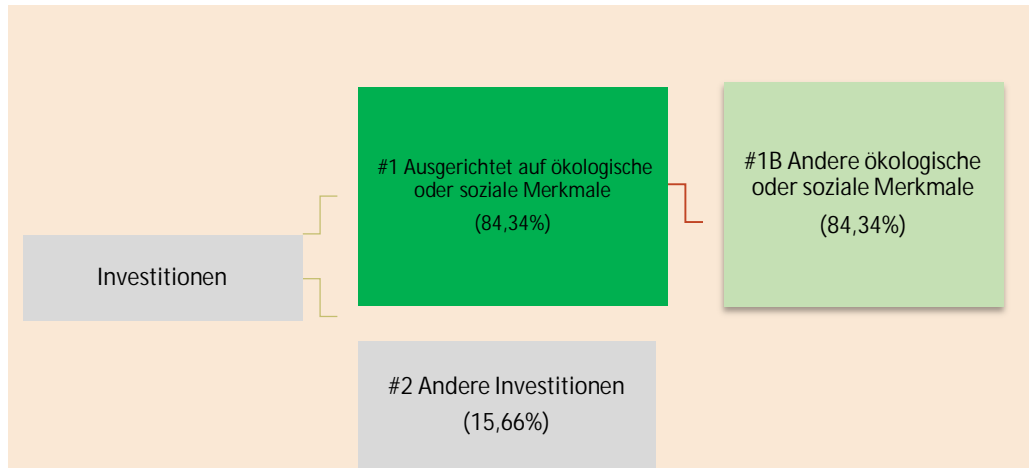 #1 Ausgerichtet auf ökologische
oder soziale Merkmale
(84,34%)
#1B Andere ökologische
oder soziale Merkmale
(84,34%)
Investitionen
#2 Andere Investitionen
(15,66%)